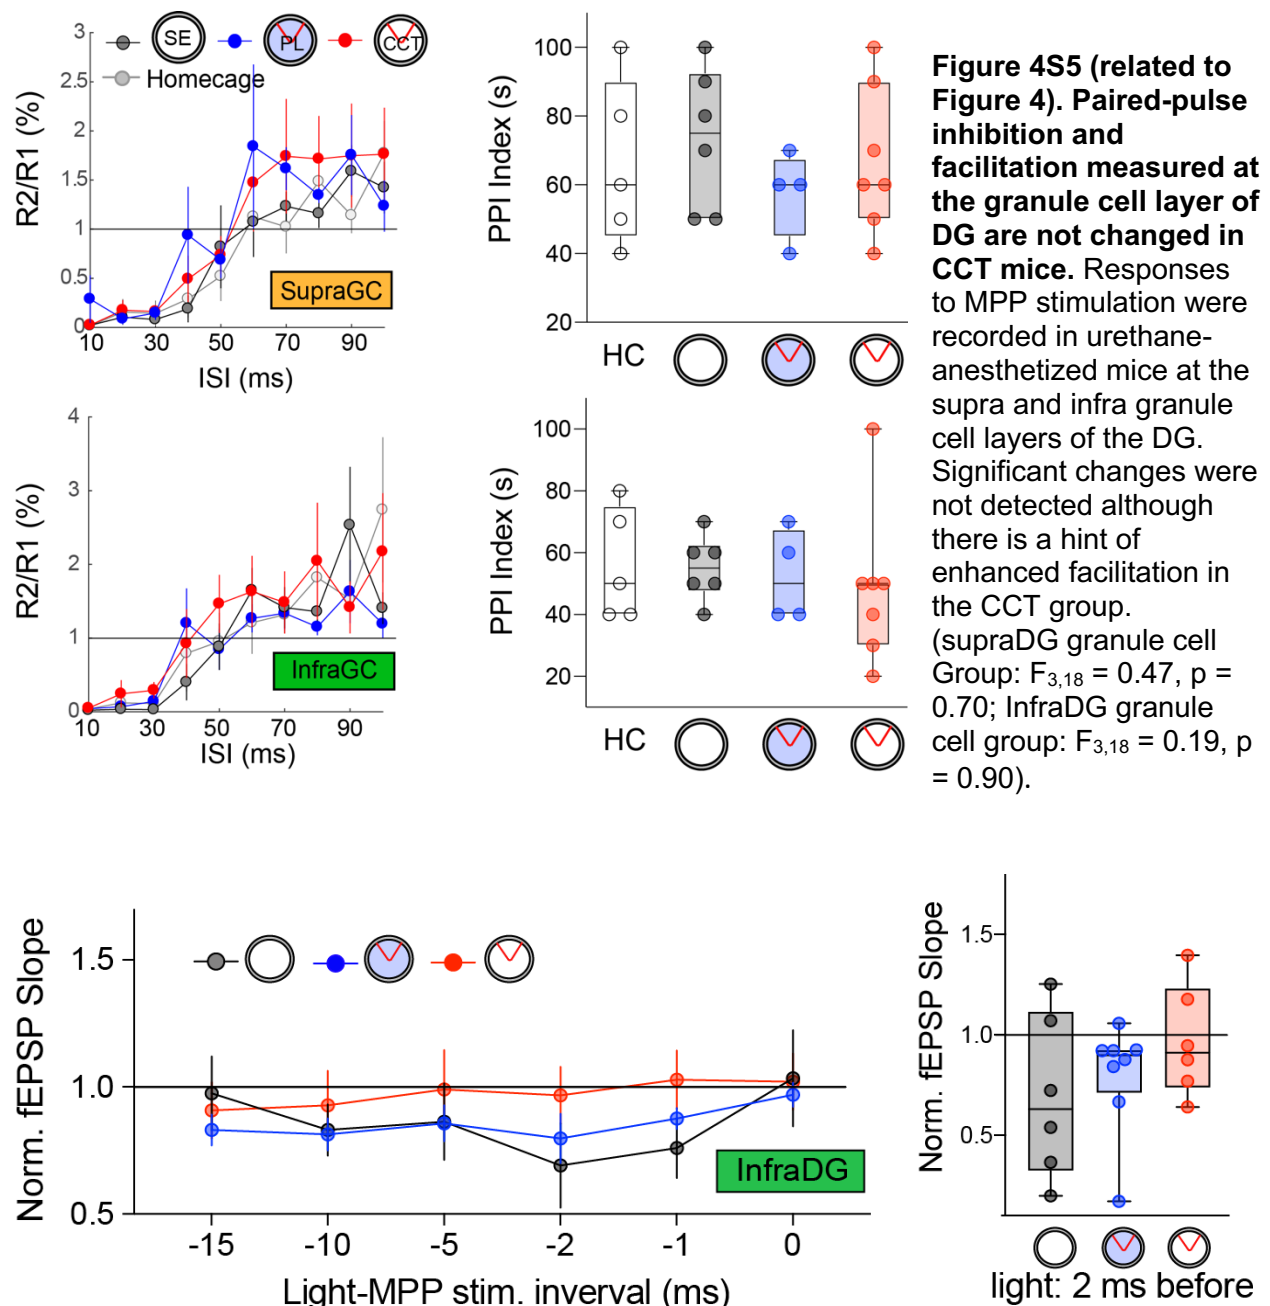 3
2.5
2
1.5
1
0.5
0
R2/R1 (%)
SE
PL
CCT
Homecage
SupraGC
10 30 50 70 90
ISI (ms)
100
80
60
40
20
PPI Index (s)
HC
4
3
2
1
0
R2/R1 (%)
InfraGC
10 30 50 70 90
ISI (ms)
100
80
60
40
20
PPI Index (s)
HC
Figure 4S5 (related to
Figure 4). Paired-pulse
inhibition and
facilitation measured at
the granule cell layer of
DG are not changed in
CCT mice. Responses
to MPP stimulation were
recorded in urethane-
anesthetized mice at the
supra and infra granule
cell layers of the DG.
Significant changes were
not detected although
there is a hint of
enhanced facilitation in
the CCT group.
(supraDG granule cell
Group: F3,18 = 0.47, p =
0.70; InfraDG granule
cell group: F3,18 = 0.19, p
= 0.90).
1.5
1.0
0.5
Norm. fEPSP Slope
InfraDG
-15 -10 -5 -2 -1 0
Light-MPP stim. inverval (ms)
1.5
1.0
0.5
Norm. fEPSP Slope
light: 2 ms before